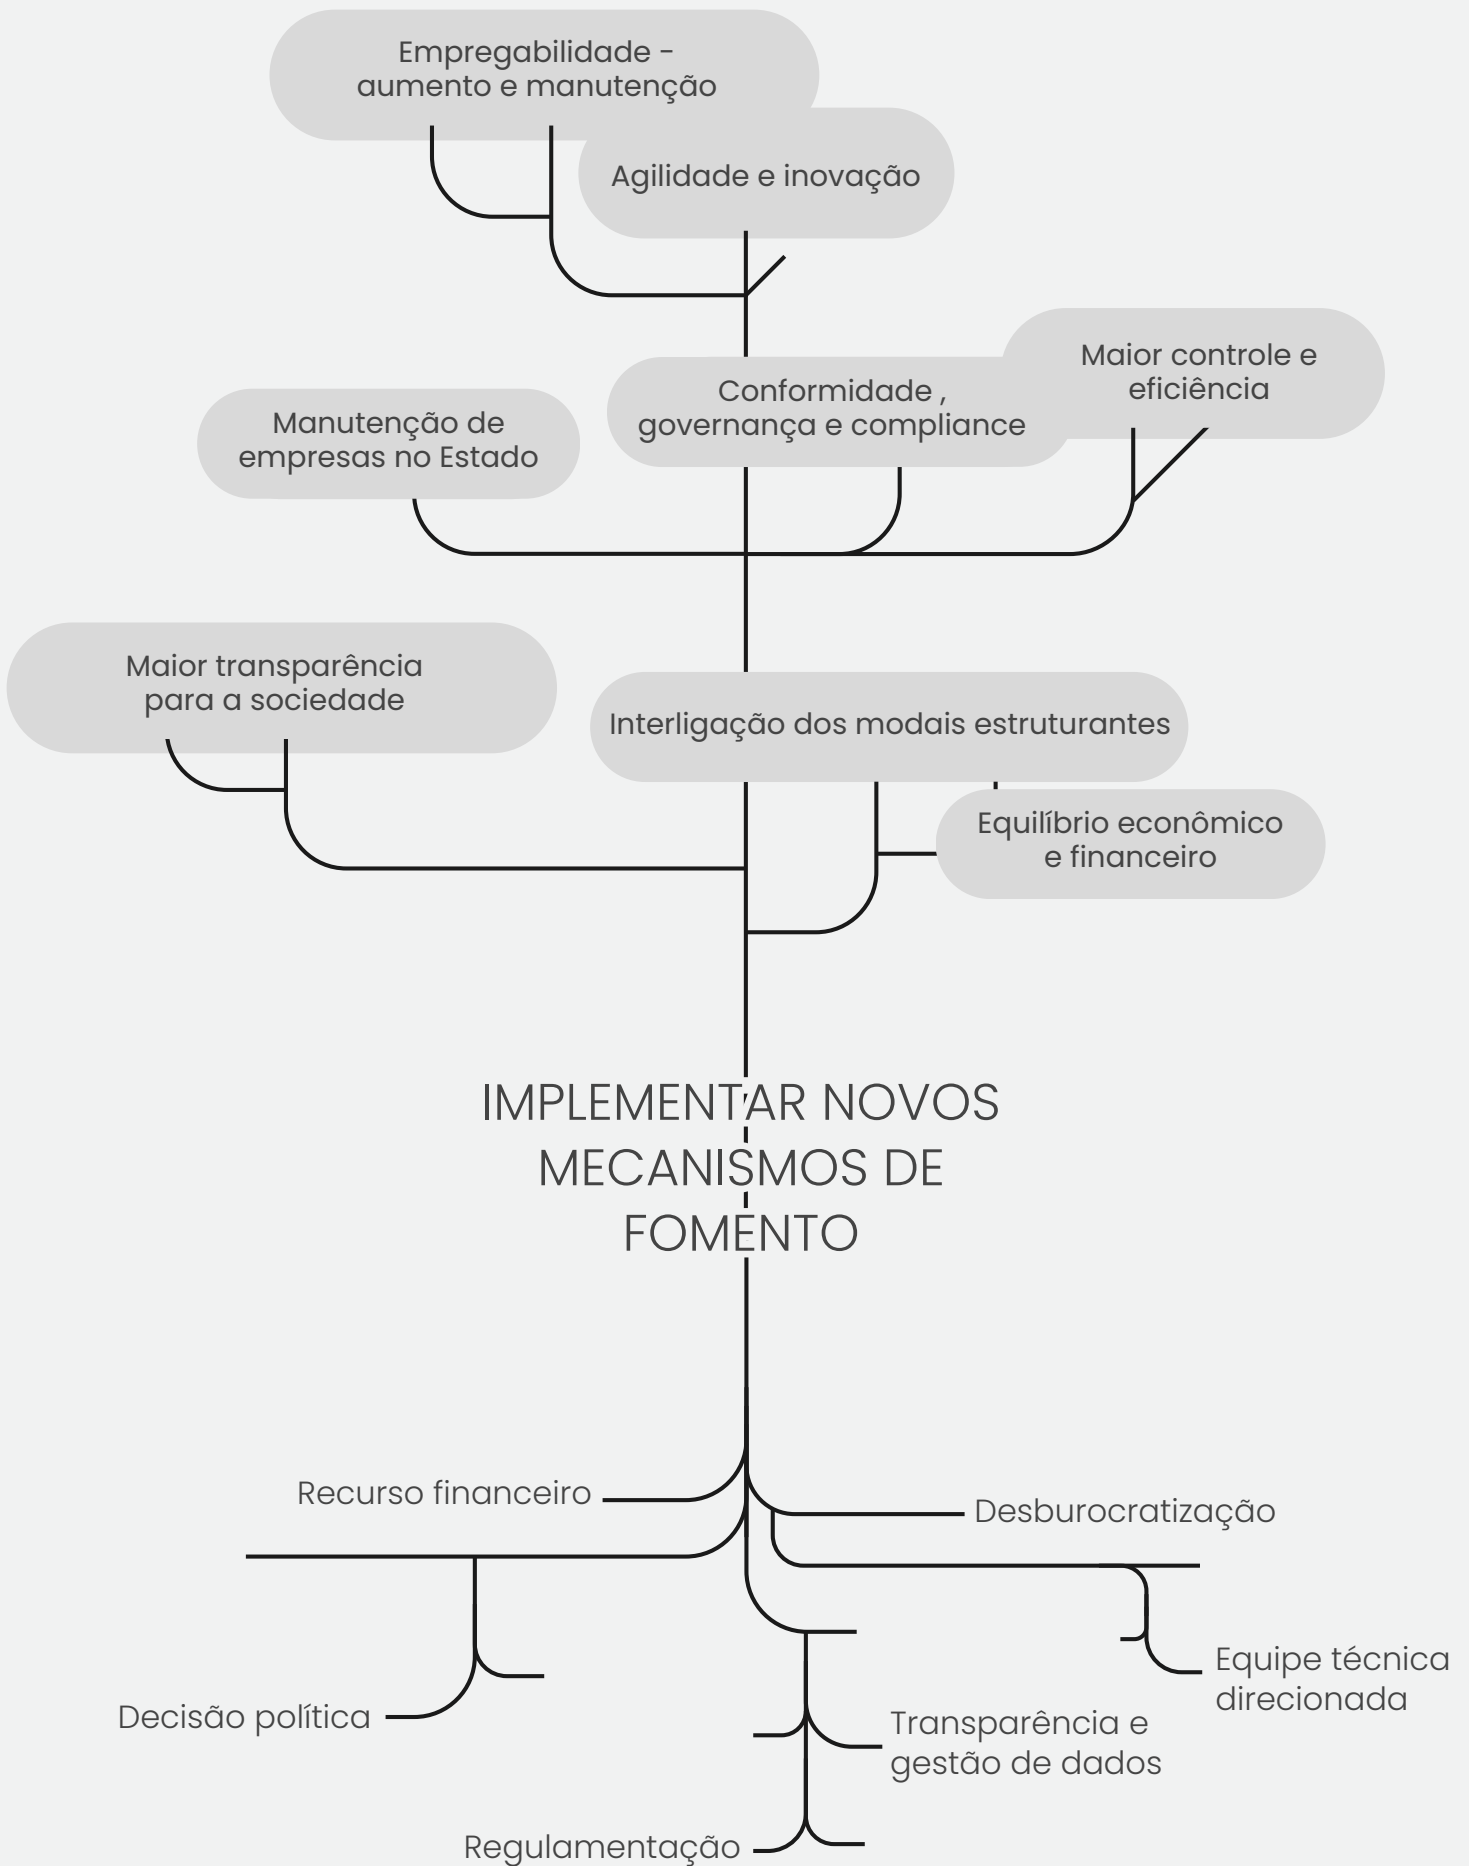 Empregabilidade -
aumento e manutenção
Agilidade e inovação
Maior controle e
eficiência
Conformidade ,
governança e compliance
Manutenção de
empresas no Estado
Maior transparência
para a sociedade
Interligação dos modais estruturantes
Equilíbrio econômico
e financeiro
IMPLEMENTAR NOVOS
MECANISMOS DE
FOMENTO
Recurso financeiro
Desburocratização
Equipe técnica
direcionada
Decisão política
Transparência e
gestão de dados
Regulamentação